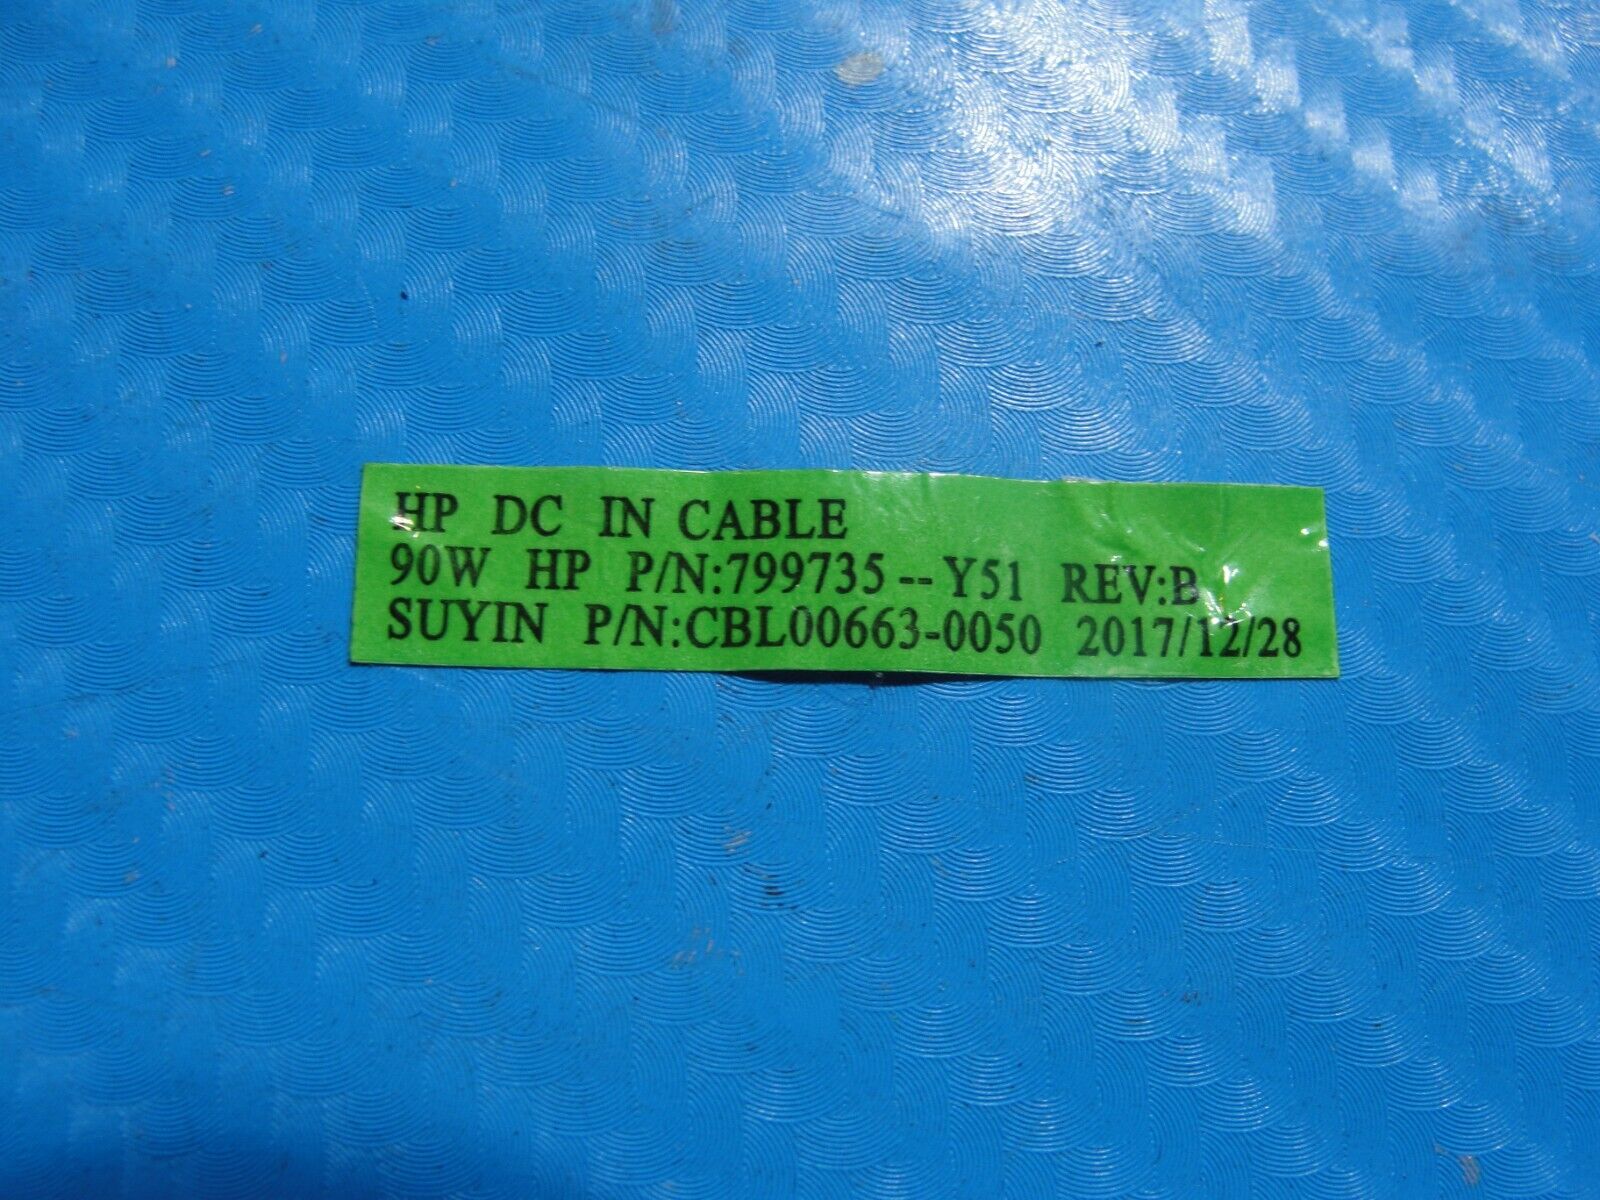 HP DC IN CABLE
90W HP P/N:799735--Y51 REV:B
SUYIN P/N:CBL00663-0050 2017/12/28